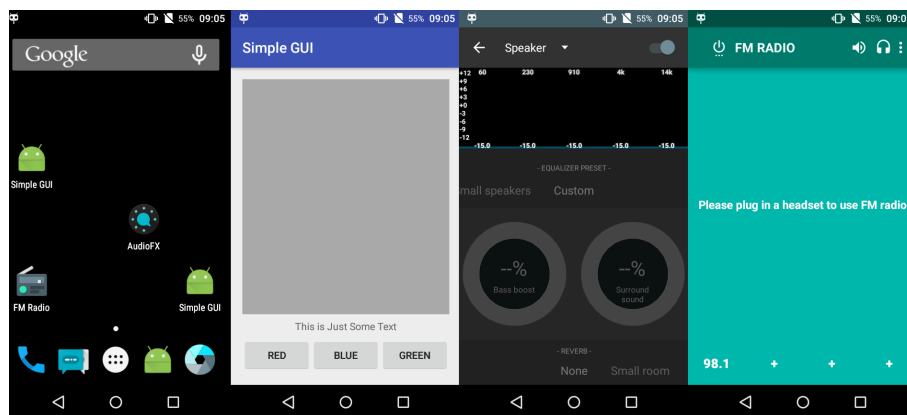 55% 09:05
Google
Simple GUI
AudioFX
FM Radio
Simple GUI
55% 09:05
Simple GUI
This is Just Some Text
RED BLUE GREEN
55% 09:05
Speaker
+12 60 230 910 4k 14k
+9
+6
+3
+0
-3
-6
-9
-12
-15.0 -15.0 -15.0 -15.0 -15.0
- EQUALIZER PRESET -
mall speakers Custom
--% --%
Bass boost Surround
sound
- REVERB -
None Small room
55% 09:0
FM RADIO
Please plug in a headset to use FM radio
98.1 + + +